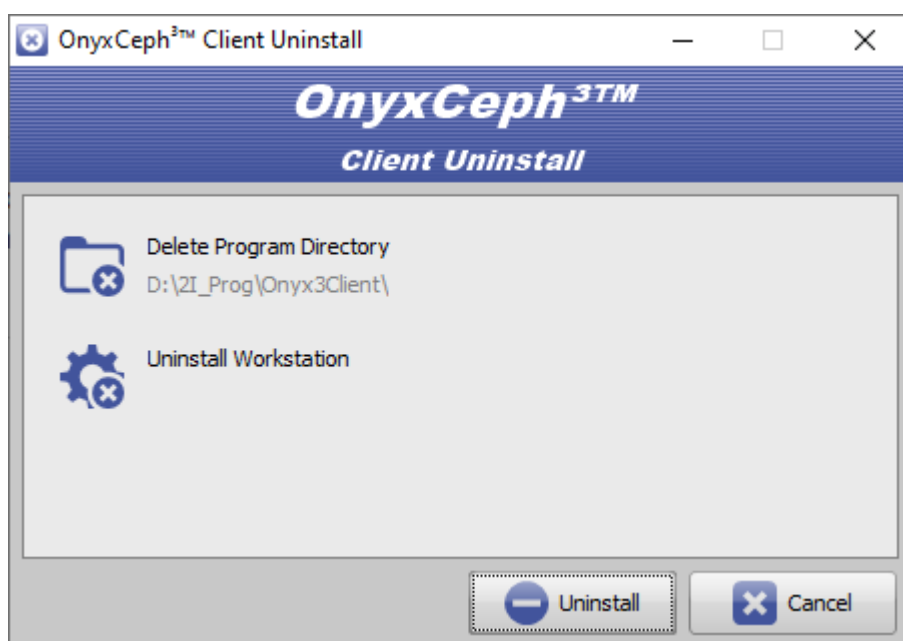 OnyxCeph³™ Client Uninstall
OnyxCeph³™
Client Uninstall
Delete Program Directory
D:\2I_Prog\Onyx3Client\
Uninstall Workstation
Uninstall
Cancel